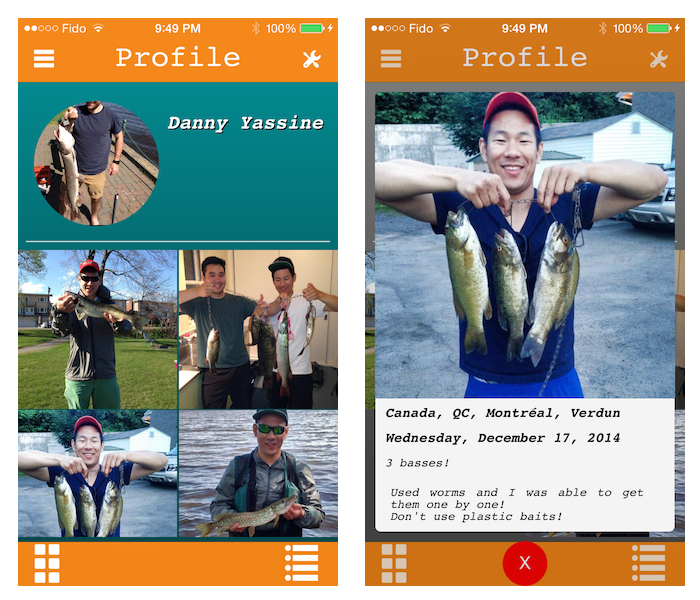 Fido 9:49 PM 100%
Profile
Danny Yassine
Fido 9:49 PM 100%
Profile
Canada, QC, Montréal, Verdun
Wednesday, December 17, 2014
3 basses!
Used worms and I was able to get
them one by one!
Don't use plastic baits!
X